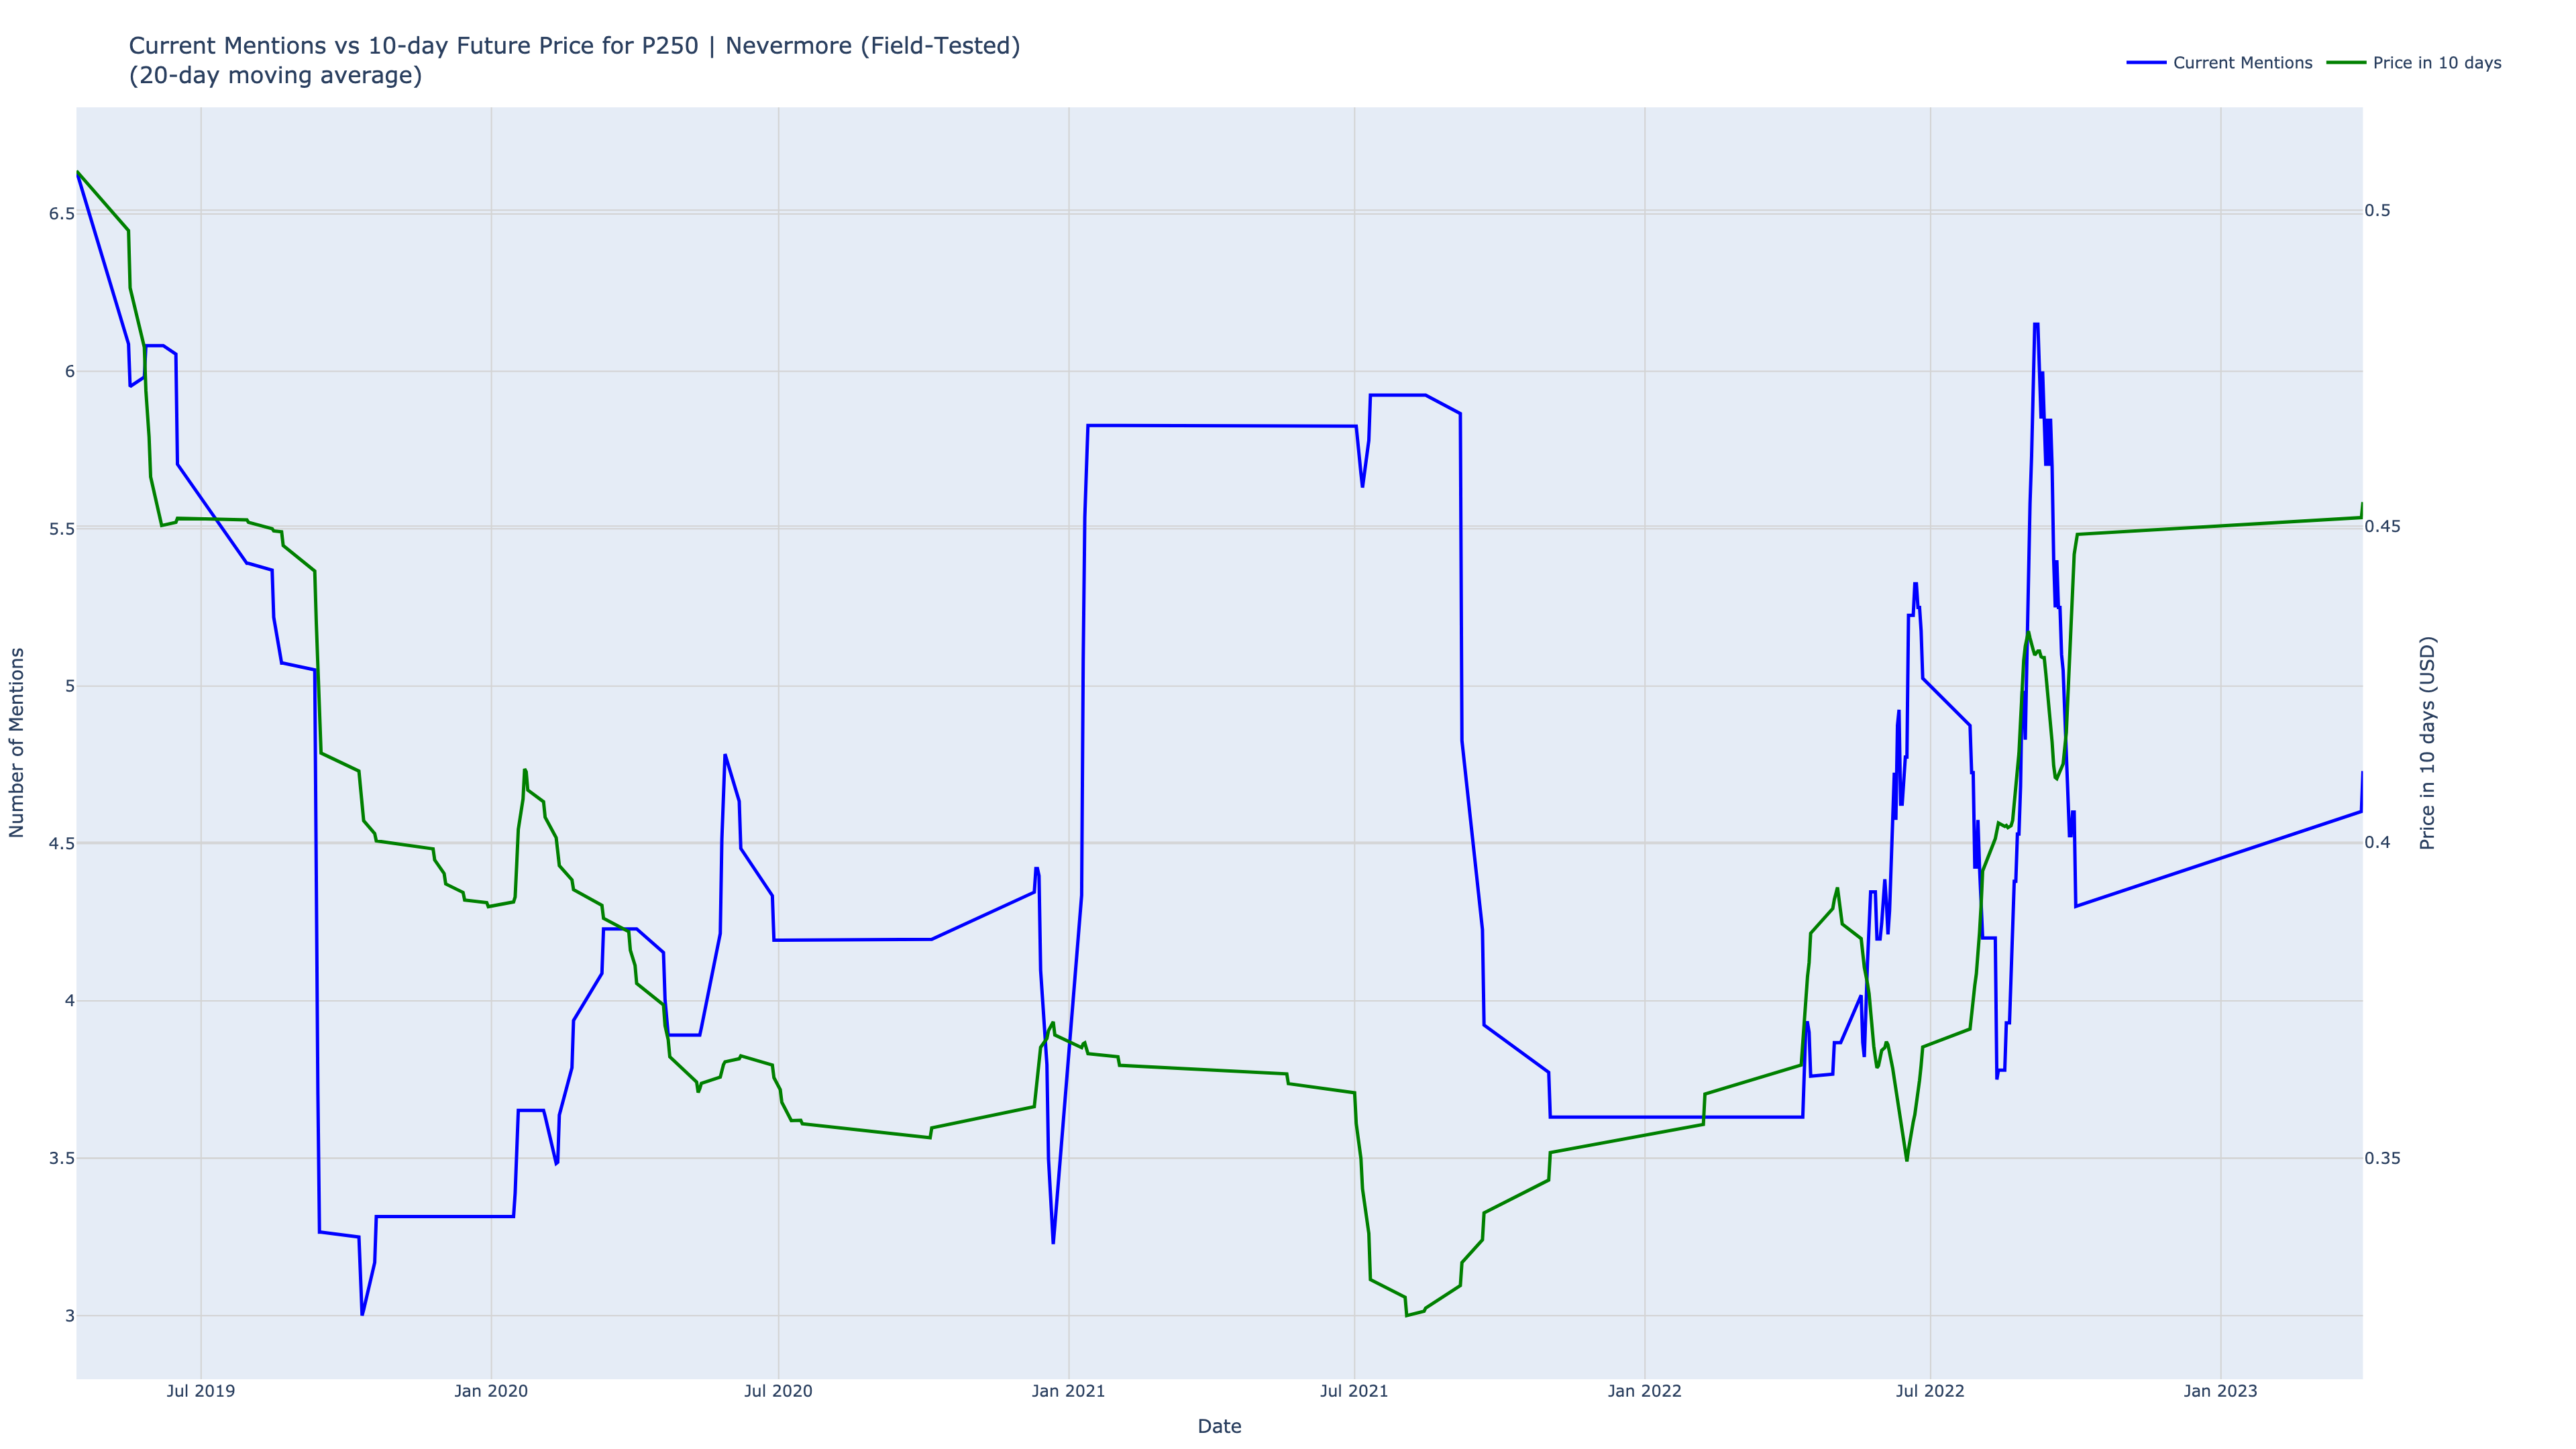 Current Mentions vs 10-day Future Price for P250 | Nevermore (Field-Tested)
(20-day moving average)
Current Mentions
Price in 10 days
Number of Mentions
6.5
6
5.5
5
4.5
4
3.5
3
0.5
0.45
0.4
0.35
Price in 10 days (USD)
Jul 2019
Jan 2020
Jul 2020
Jan 2021
Jul 2021
Jan 2022
Jul 2022
Jan 2023
Date